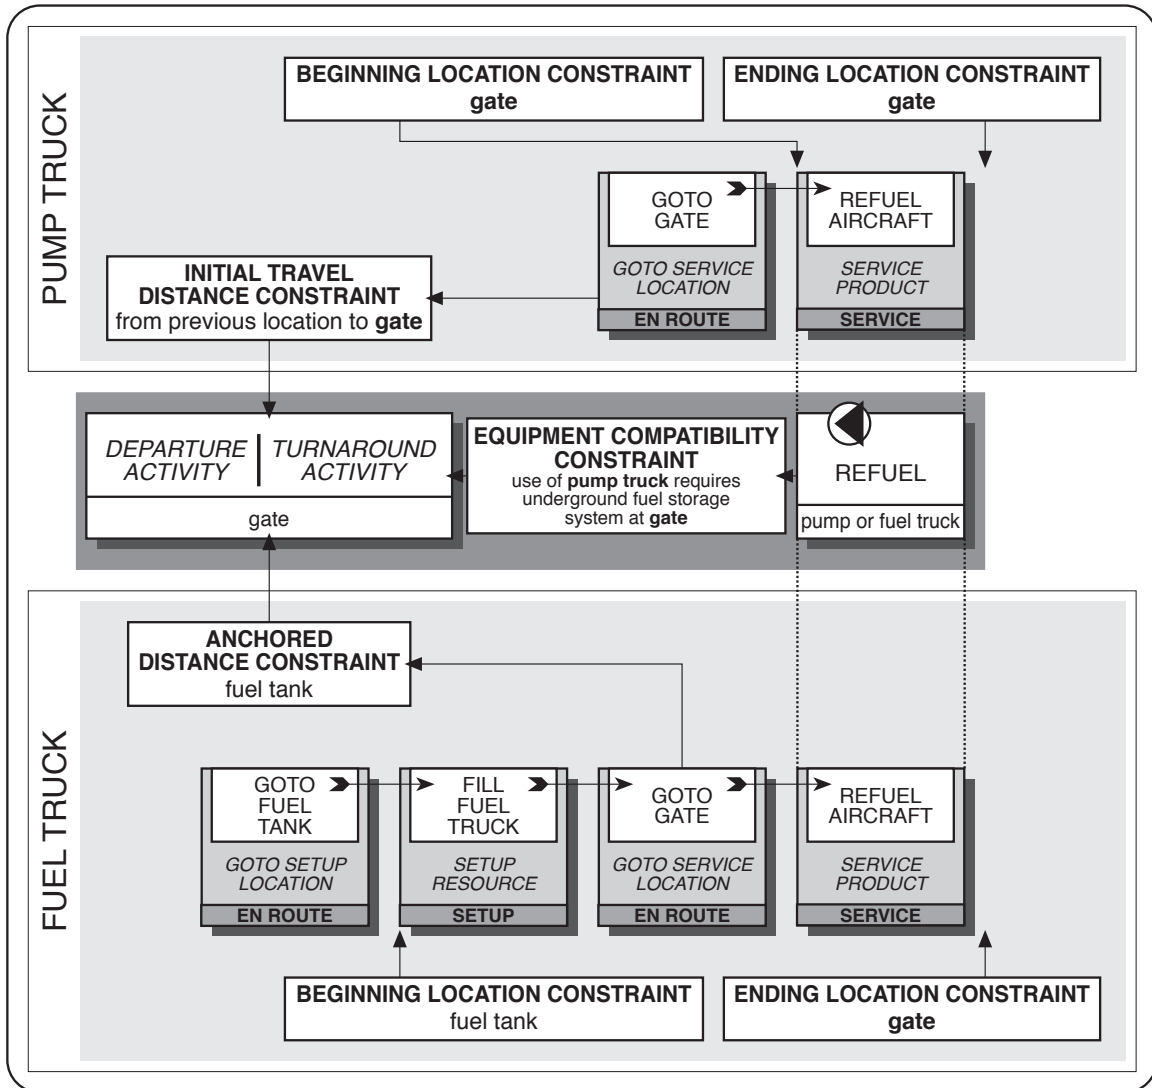 PUMP TRUCK
BEGINNING LOCATION CONSTRAINT
gate
ENDING LOCATION CONSTRAINT
gate
GOTO
GATE
GOTO SERVICE
LOCATION
EN ROUTE
REFUEL
AIRCRAFT
SERVICE
PRODUCT
SERVICE
INITIAL TRAVEL
DISTANCE CONSTRAINT
from previous location to gate
DEPARTURE
ACTIVITY
TURNAROUND
ACTIVITY
gate
EQUIPMENT COMPATIBILITY
CONSTRAINT
use of pump truck requires
underground fuel storage
system at gate
REFUEL
pump or fuel truck
FUEL TRUCK
ANCHORED
DISTANCE CONSTRAINT
fuel tank
GOTO
FUEL
TANK
GOTO SETUP
LOCATION
EN ROUTE
FILL
FUEL
TRUCK
SETUP
RESOURCE
SETUP
GOTO
GATE
GOTO SERVICE
LOCATION
EN ROUTE
REFUEL
AIRCRAFT
SERVICE
PRODUCT
SERVICE
BEGINNING LOCATION CONSTRAINT
fuel tank
ENDING LOCATION CONSTRAINT
gate